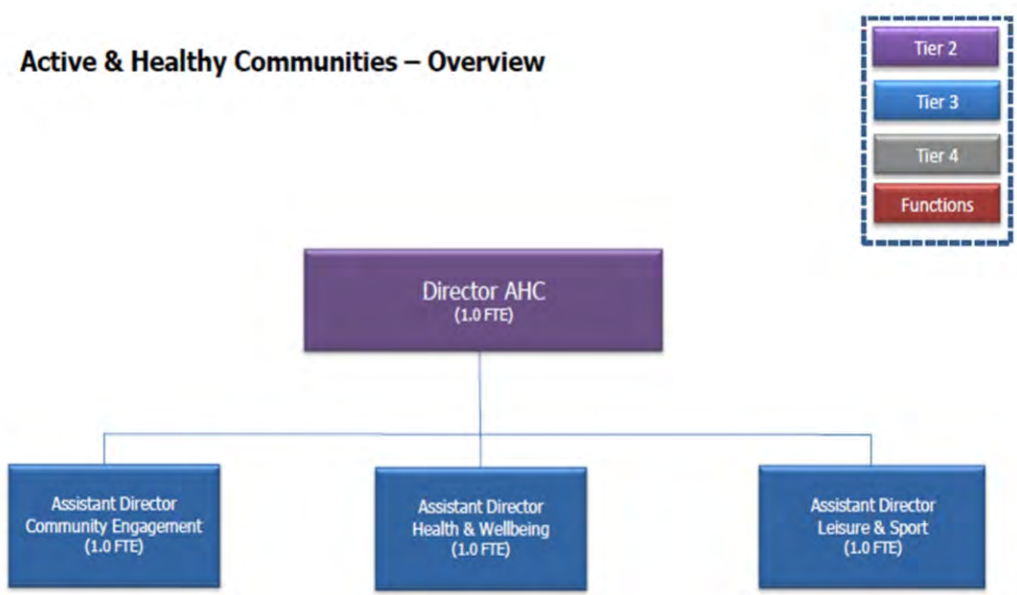 Active & Healthy Communities – Overview
Tier 2
Tier 3
Tier 4
Functions
Director AHC
(1.0 FTE)
Assistant Director
Community Engagement
(1.0 FTE)
Assistant Director
Health & Wellbeing
(1.0 FTE)
Assistant Director
Leisure & Sport
(1.0 FTE)